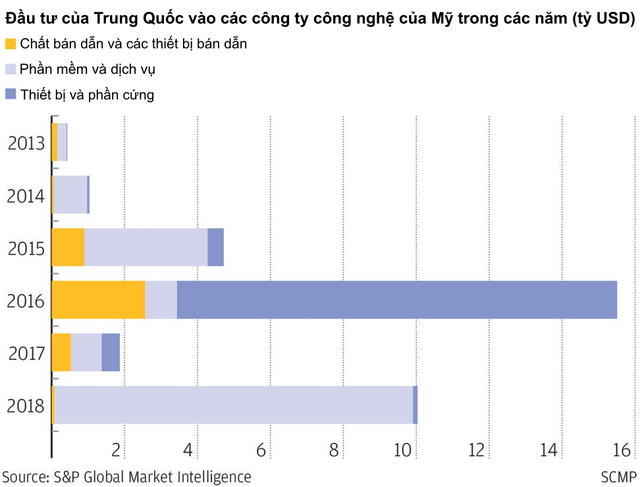 Đầu tư của Trung Quốc vào các công ty công nghệ của Mỹ trong các năm (tỷ USD)
Chất bán dẫn và các thiết bị bán dẫn
Phần mềm và dịch vụ
Thiết bị và phần cứng
2013
2014
2015
2016
2017
2018
2 4 6 8 10 12 14 16
Source: S&P Global Market Intelligence SCMP